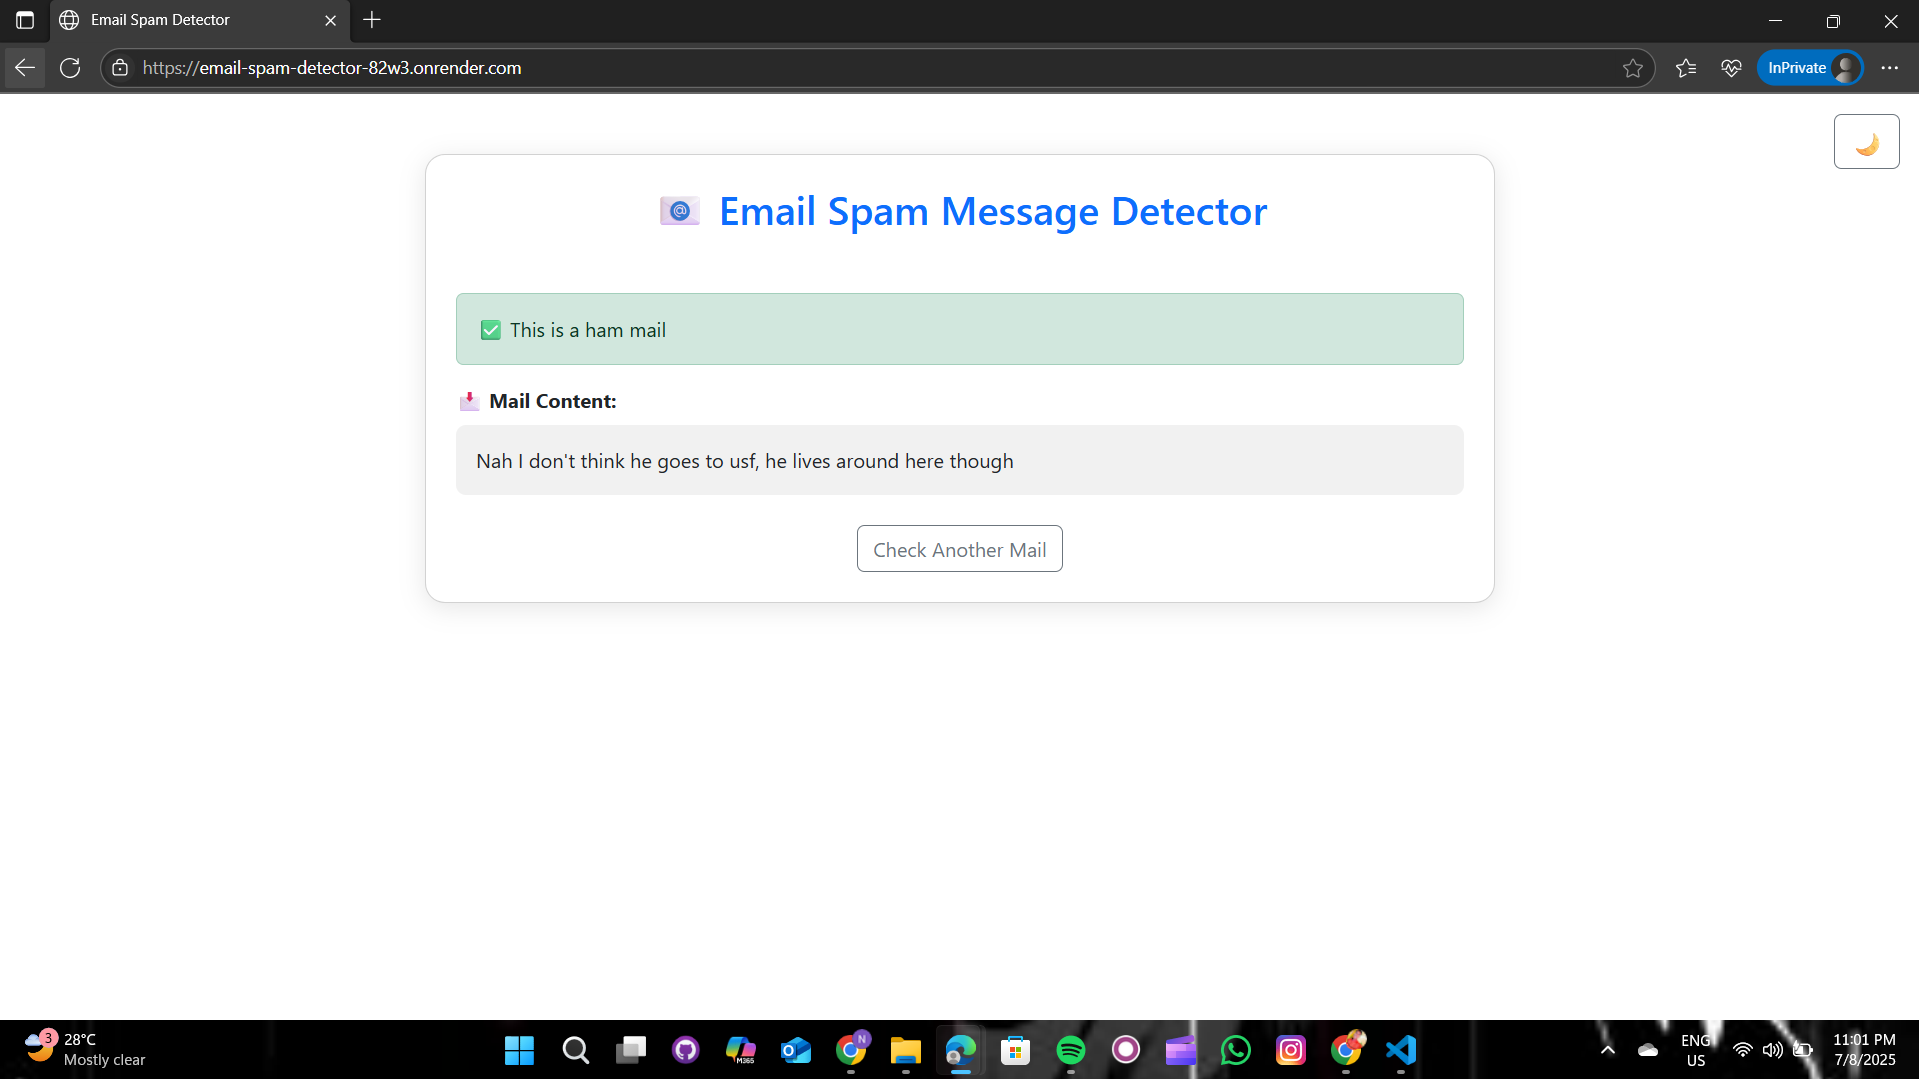 Email Spam Detector
https://email-spam-detector-82w3.onrender.com
InPrivate
Email Spam Message Detector
This is a ham mail
Mail Content:
Nah I don't think he goes to usf, he lives around here though
Check Another Mail
3
28°C
Mostly clear
M365
N
ENG
US
11:01 PM
7/8/2025